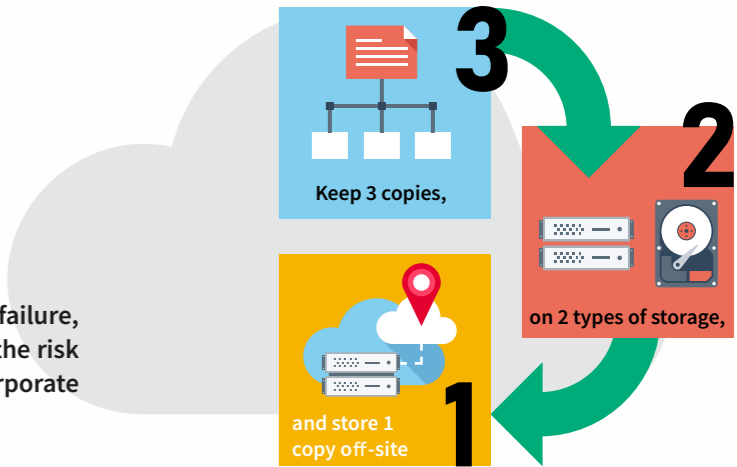 3
Keep 3 copies,
2
on 2 types of storage,
1
and store 1
copy off-site
failure,
the risk
rporate